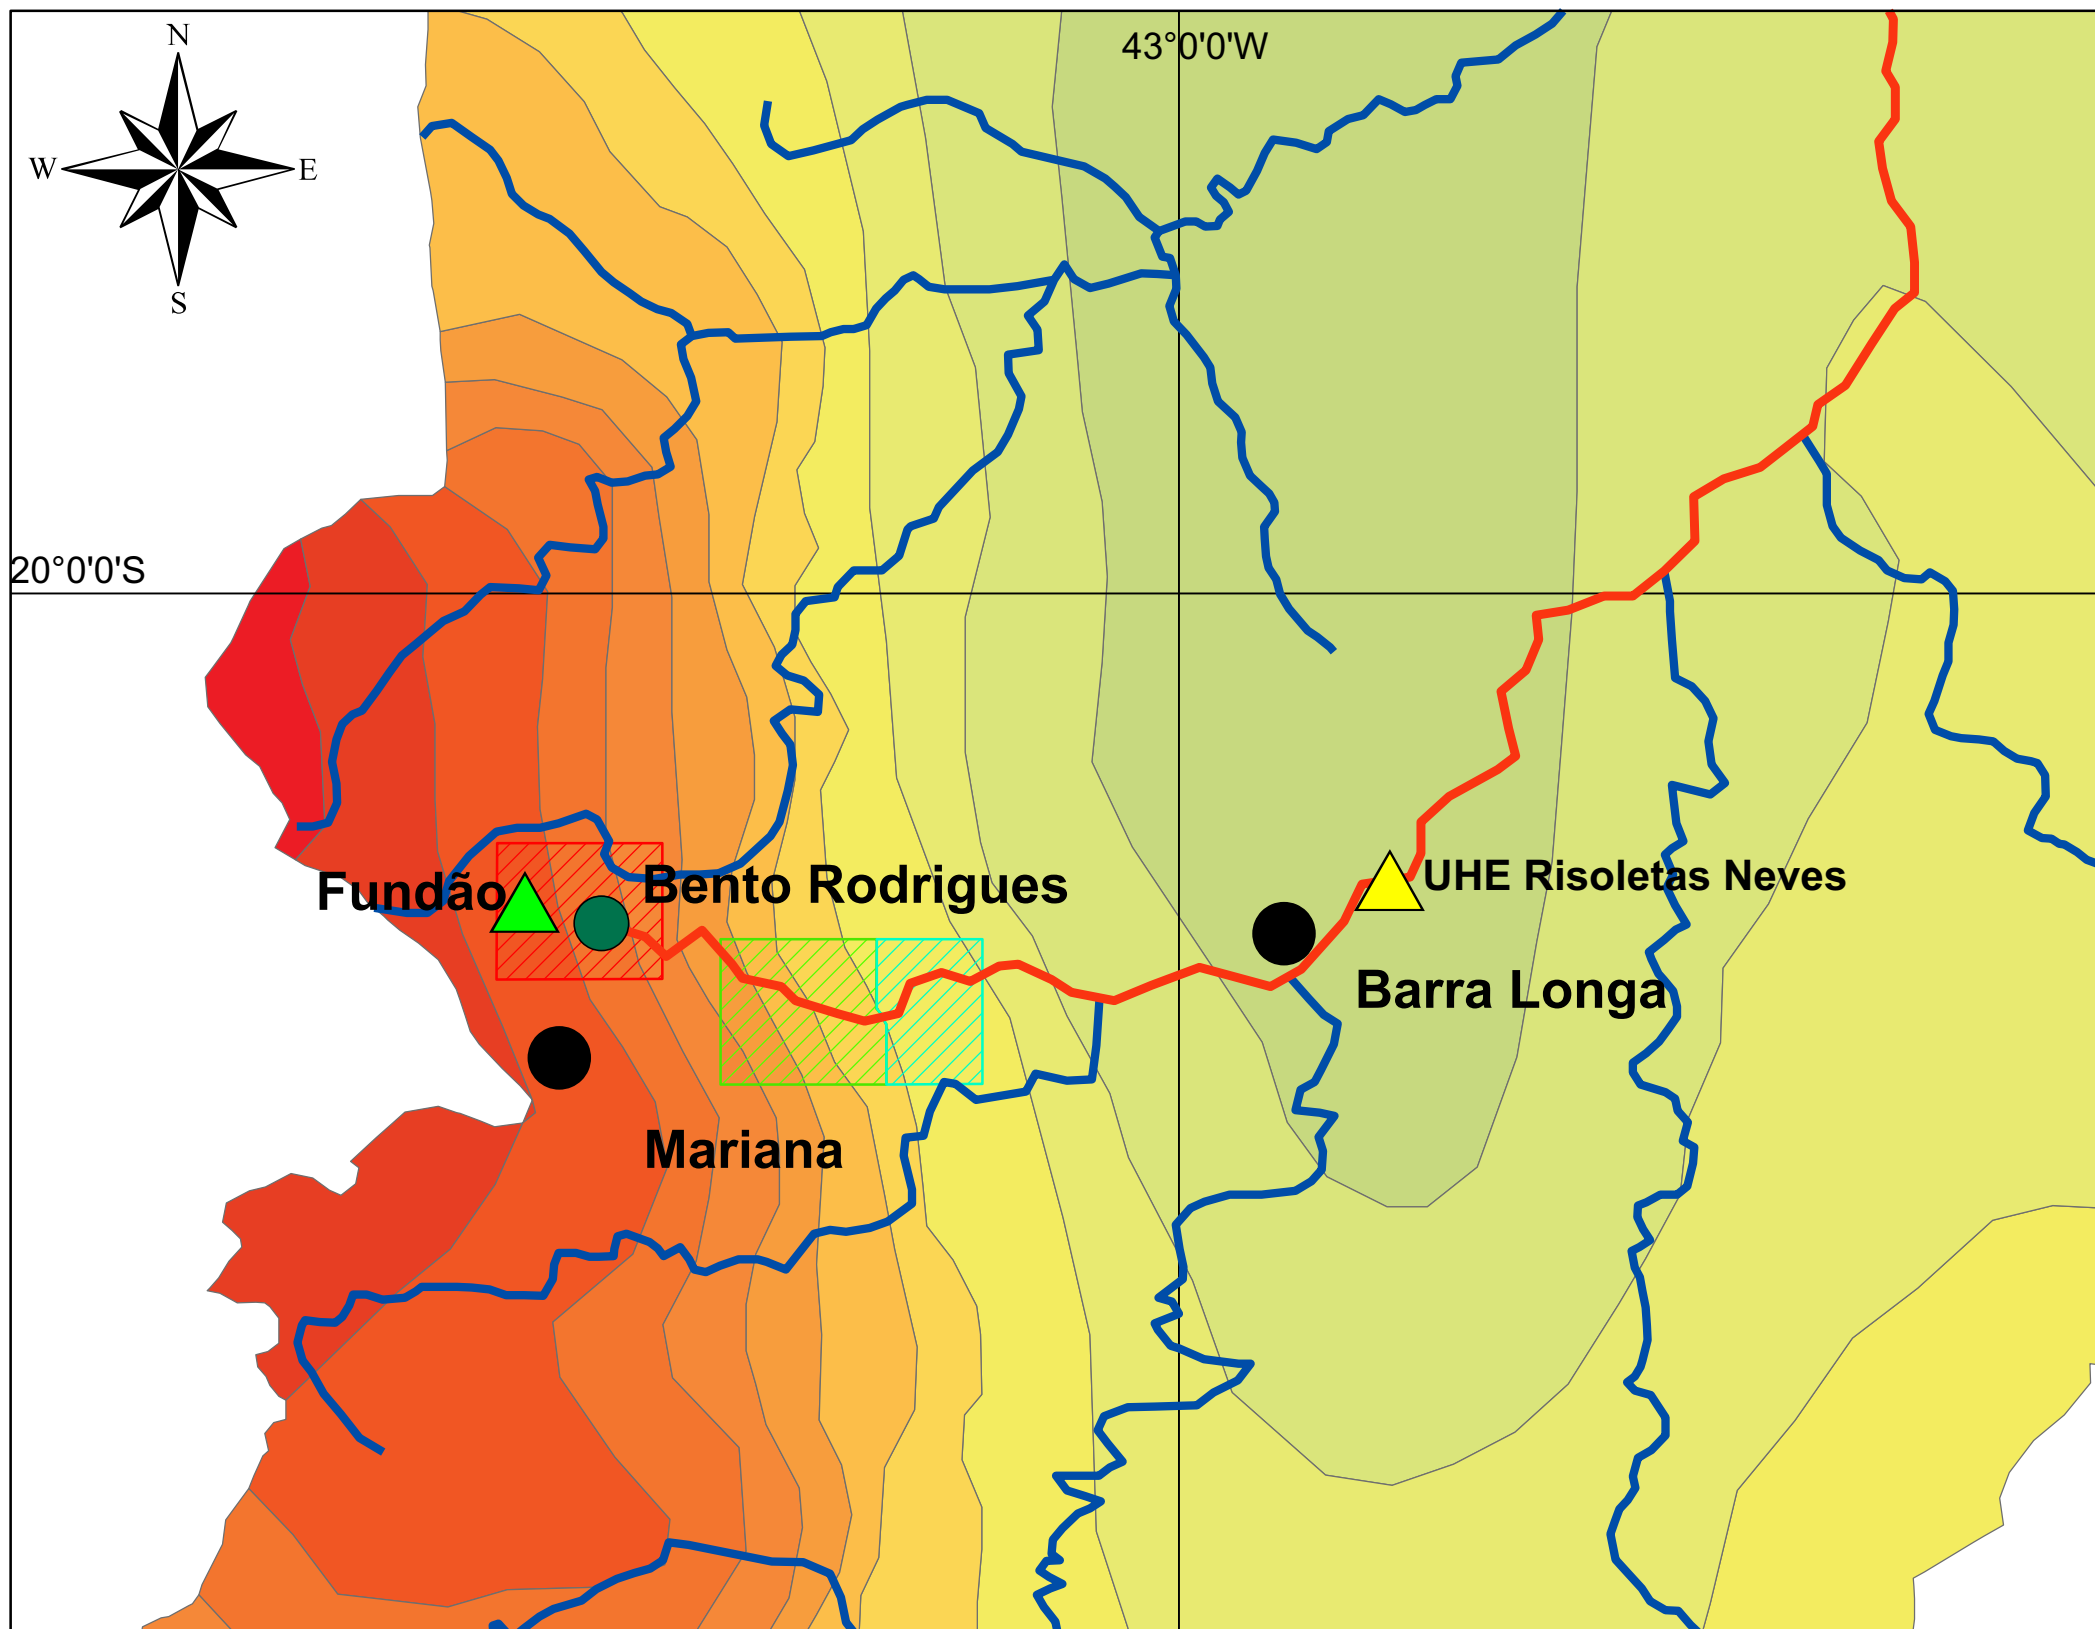 N
43°0'0"W
W
E
S
20°0'0"S
Fundão
Bento Rodrigues
UHE Risoletas Neves
Barra Longa
Mariana